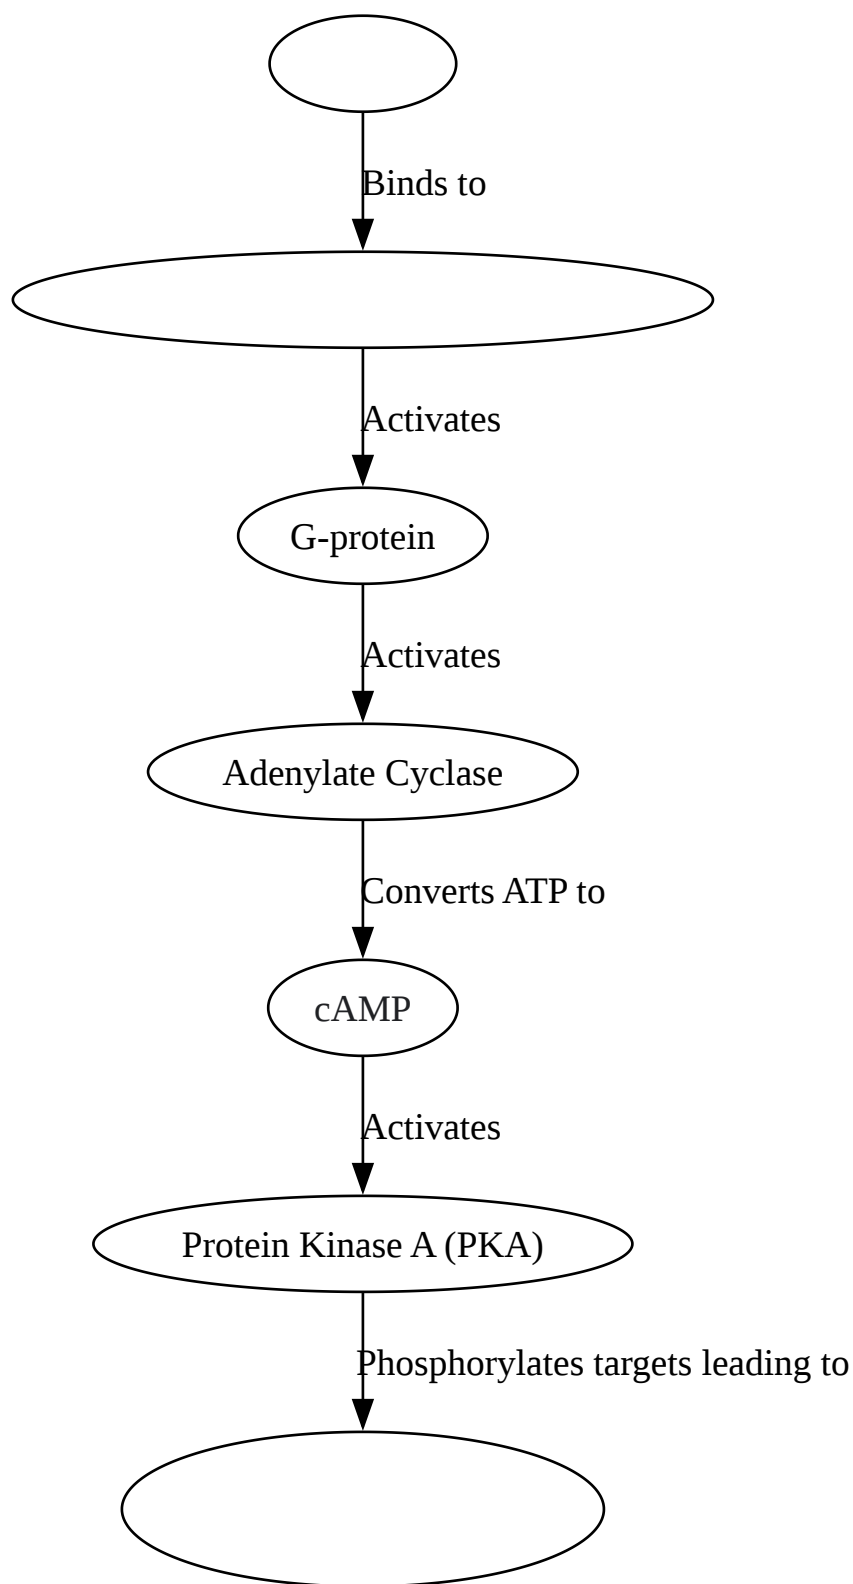 Binds to
Activates
G-protein
Activates
Adenylate Cyclase
Converts ATP to
cAMP
Activates
Protein Kinase A (PKA)
Phosphorylates targets leading to